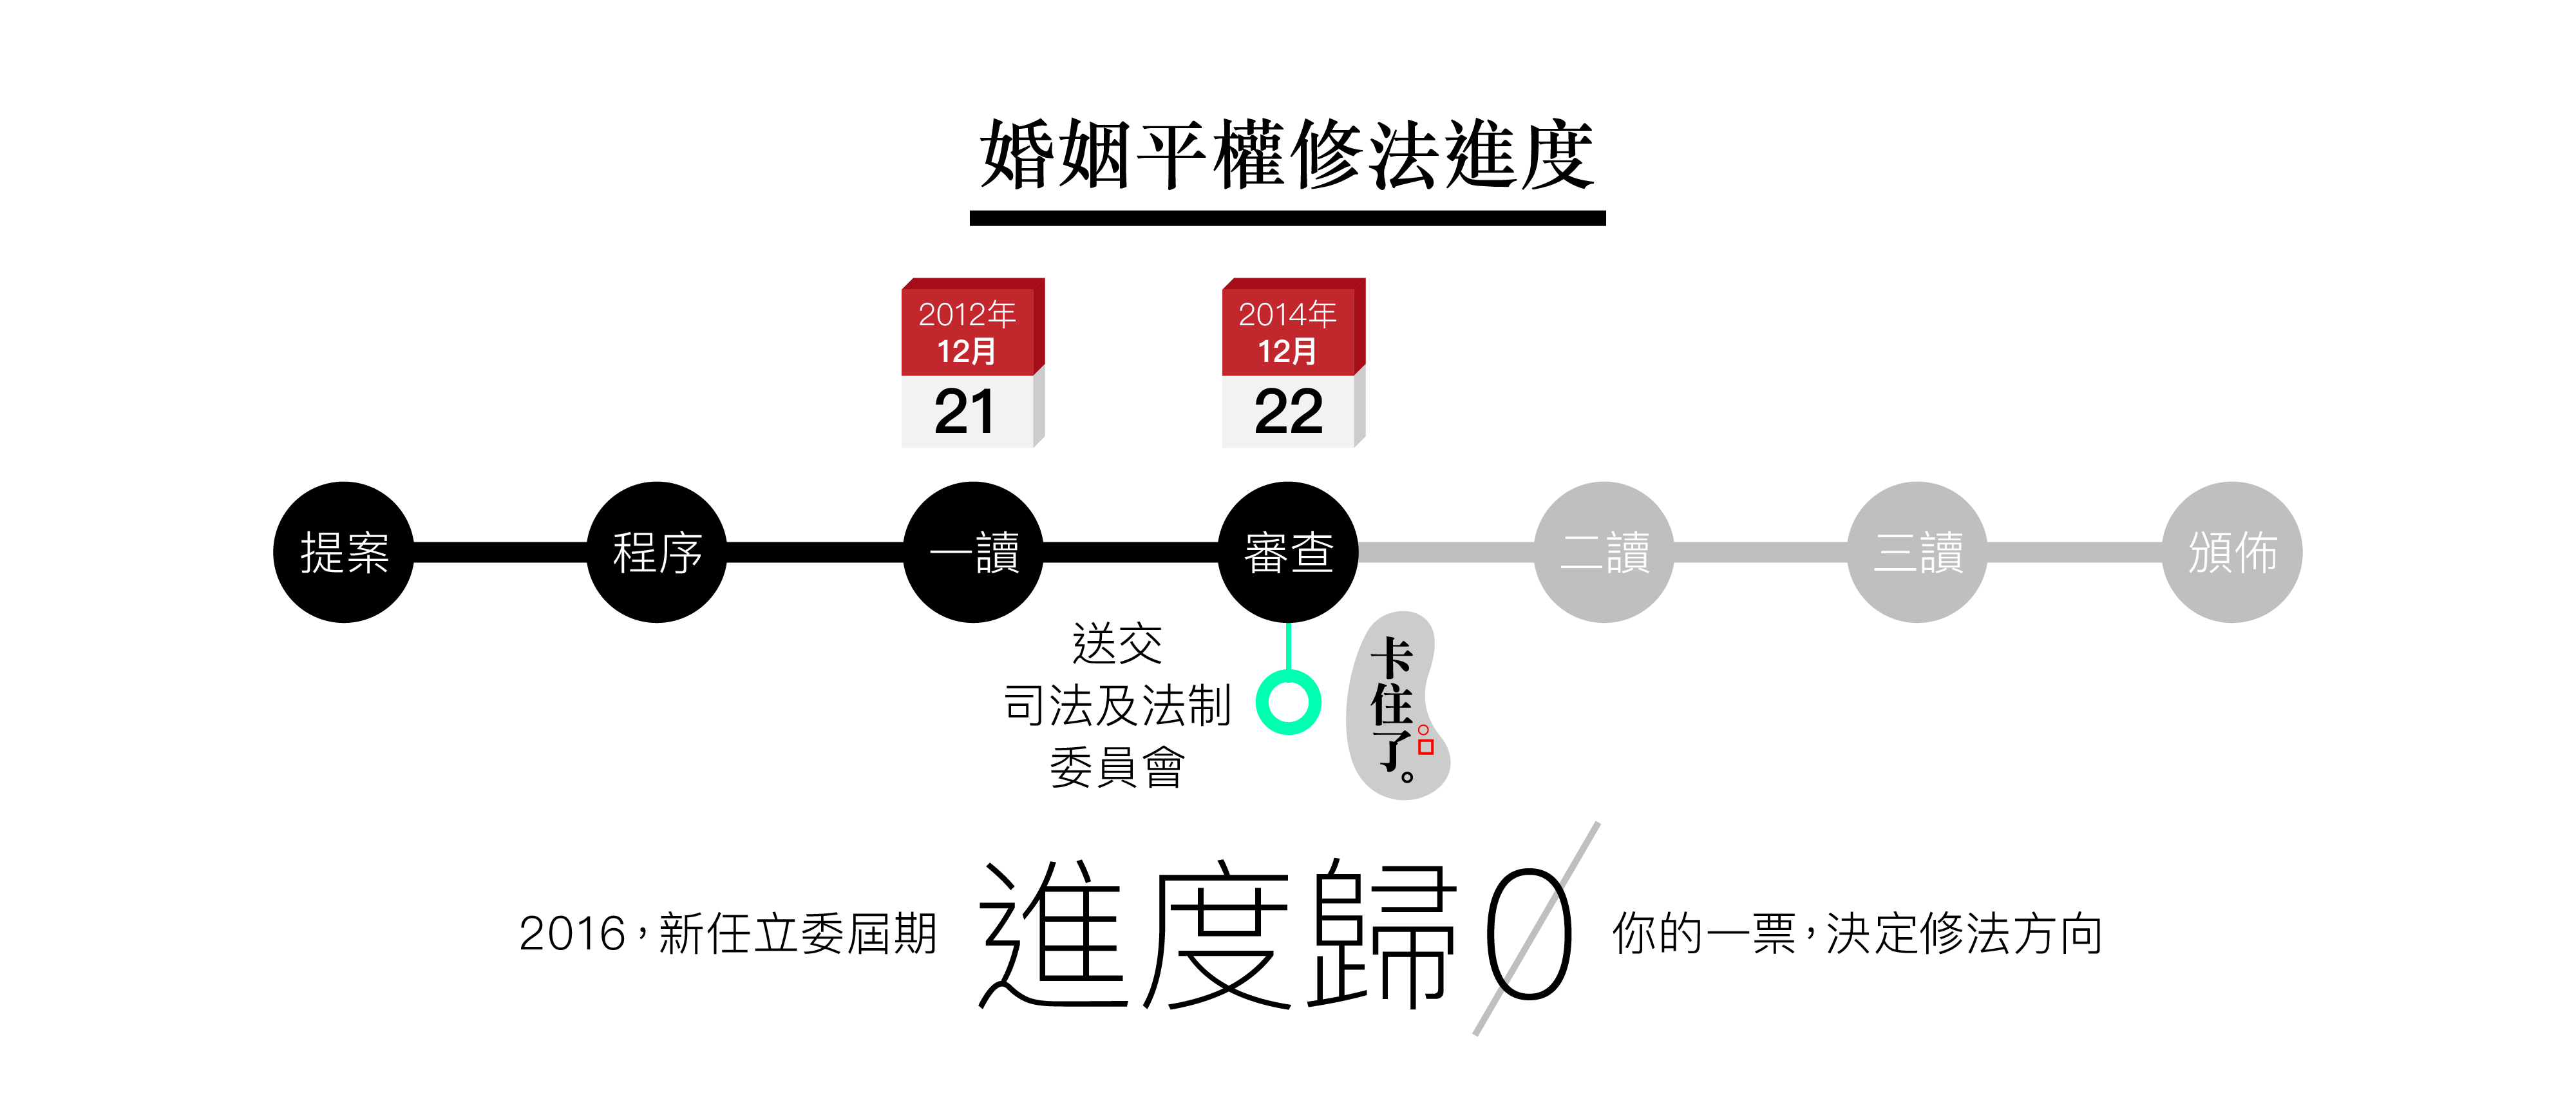 婚姻平權修法進度
2012年
12月
21
2014年
12月
22
提案
程序
一讀
審查
二讀
三讀
頒佈
送交
司法及法制
委員會
卡住了。
2016，新任立委屆期
進度歸0
你的一票，決定修法方向